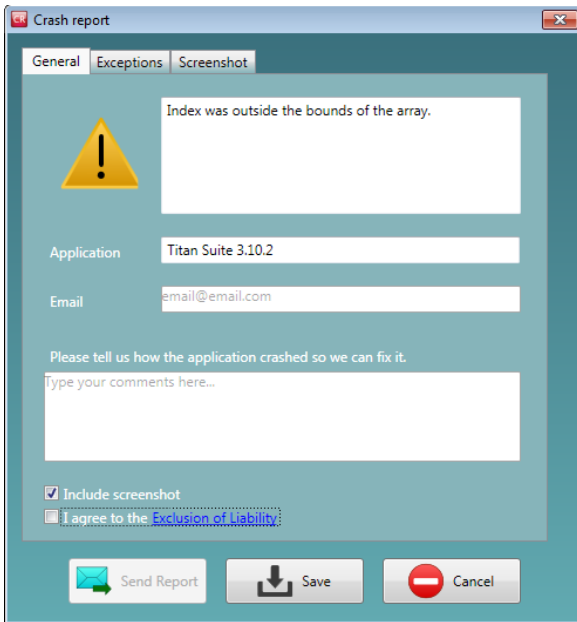 CR Crash report
General Exceptions Screenshot
Index was outside the bounds of the array.
Application Titan Suite 3.10.2
Email email@email.com
Please tell us how the application crashed so we can fix it.
Type your comments here...
Include screenshot
I agree to the Exclusion of Liability
Send Report Save Cancel